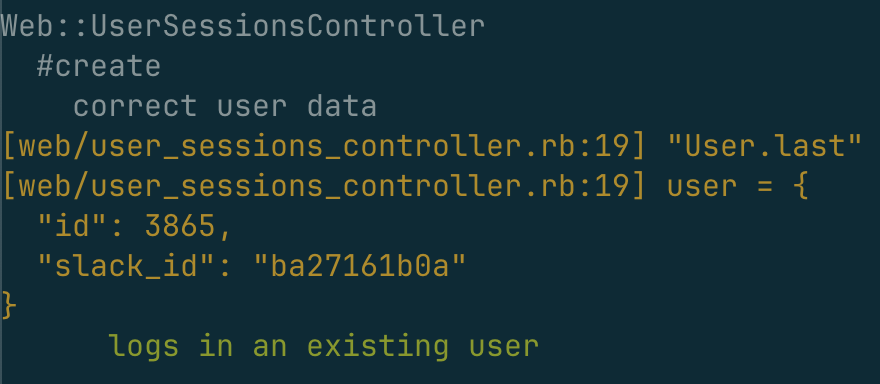 Web::UserSessionsController
  #create
    correct user data
[web/user_sessions_controller.rb:19] "User.last"
[web/user_sessions_controller.rb:19] user = {
  "id": 3865,
  "slack_id": "ba27161b0a"
}
      logs in an existing user